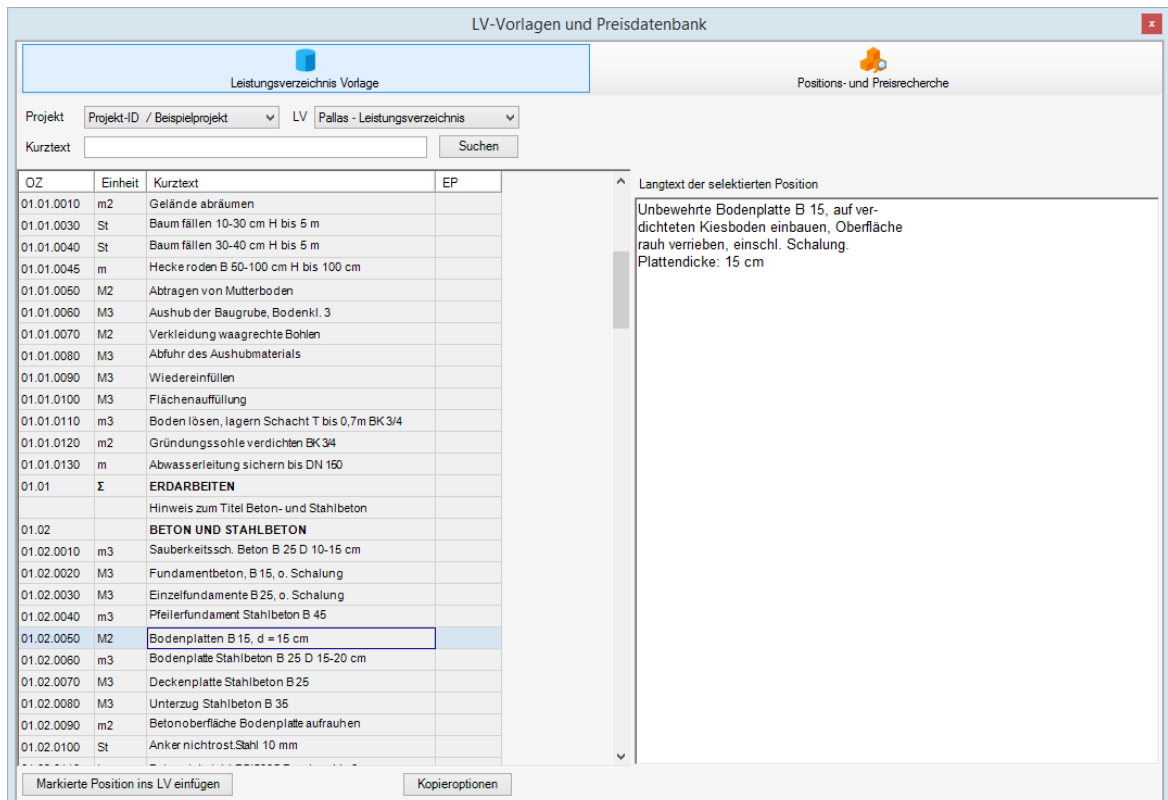 LV-Vorlagen und Preisdatenbank
x
Leistungsverzeichnis Vorlage
Positions- und Preisrecherche
Projekt Projekt-ID / Beispielprojekt LV Pallas - Leistungsverzeichnis
Kurztext Suchen
OZ Einheit Kurztext EP
01.01.0010 m2 Gelände abräumen
01.01.0030 St Baum fällen 10-30 cm H bis 5 m
01.01.0040 St Baum fällen 30-40 cm H bis 5 m
01.01.0045 m Hecke roden B 50-100 cm H bis 100 cm
01.01.0050 M2 Abtragen von Mutterboden
01.01.0060 M3 Aushub der Baugrube, Bodenkl. 3
01.01.0070 M2 Verkleidung waagrechte Bohlen
01.01.0080 M3 Abfuhr des Aushubmaterials
01.01.0090 M3 Wiedereinfüllen
01.01.0100 M3 Flächenauffüllung
01.01.0110 m3 Boden lösen, lagern Schacht T bis 0,7m BK 3/4
01.01.0120 m2 Gründungssohle verdichten BK 3/4
01.01.0130 m Abwasserleitung sichern bis DN 150
01.01 Σ ERDARBEITEN
Hinweis zum Titel Beton- und Stahlbeton
01.02 BETON UND STAHLBETON
01.02.0010 m3 Sauberkeitssch. Beton B 25 D 10-15 cm
01.02.0020 M3 Fundamentbeton, B 15, o. Schalung
01.02.0030 M3 Einzelfundamente B 25, o. Schalung
01.02.0040 m3 Pfeilerfundament Stahlbeton B 45
01.02.0050 M2 Bodenplatten B 15, d = 15 cm
01.02.0060 m3 Bodenplatte Stahlbeton B 25 D 15-20 cm
01.02.0070 M3 Deckenplatte Stahlbeton B 25
01.02.0080 M3 Unterzug Stahlbeton B 35
01.02.0090 m2 Betonoberfläche Bodenplatte aufrauhen
01.02.0100 St Anker nichtrost.Stahl 10 mm
Langtext der selektierten Position
Unbewehrte Bodenplatte B 15, auf ver-
dichteten Kiesboden einbauen, Oberfläche
rauh verrieben, einschl. Schalung.
Plattendicke: 15 cm
Markierte Position ins LV einfügen
Kopieroptionen